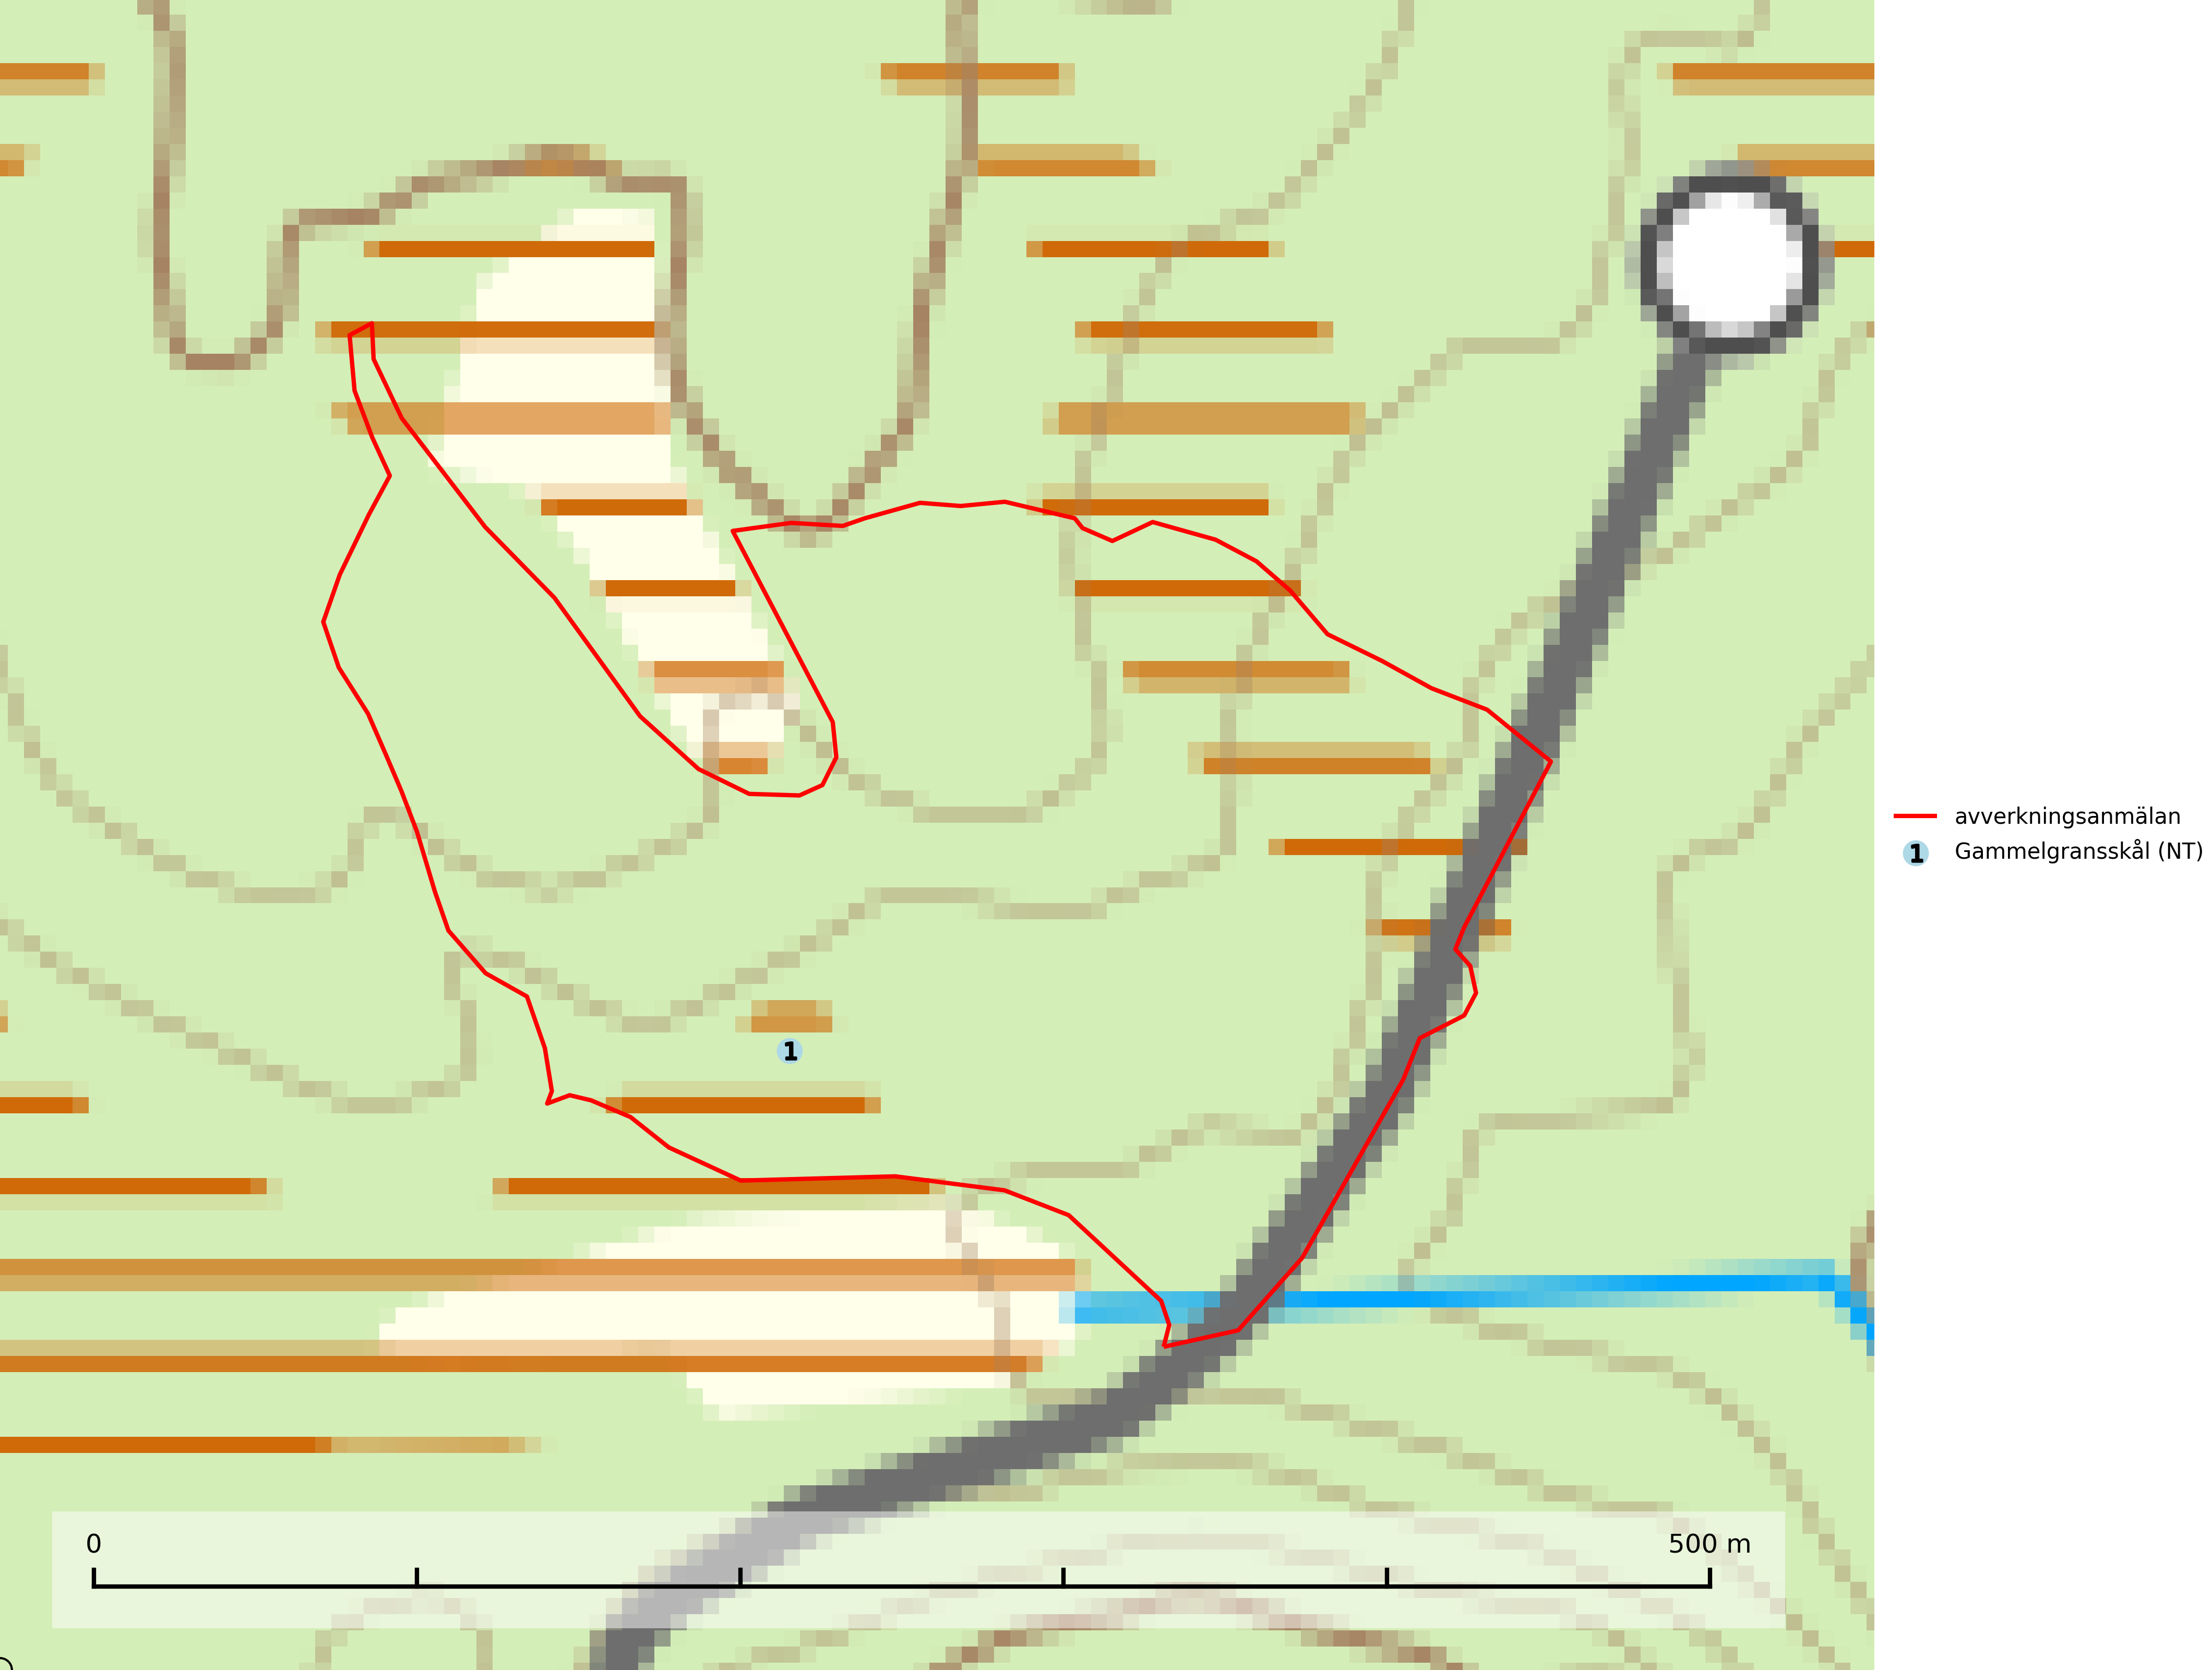 avverkningsanmälan
1 Gammelgransskål (NT)
1
0 500 m